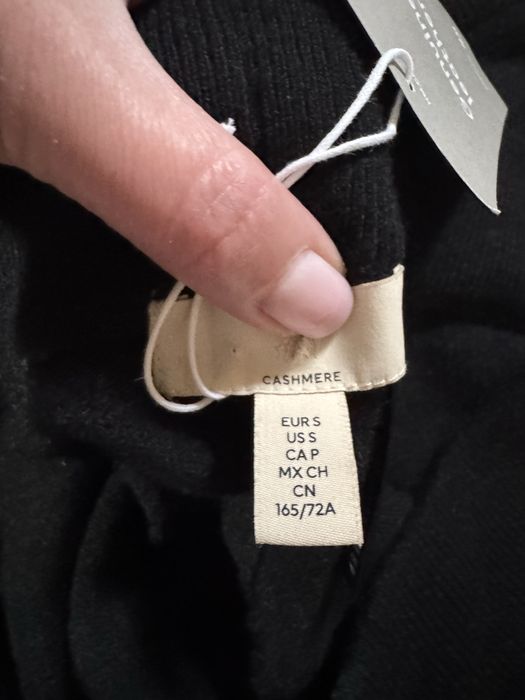 CASHMERE
EUR S
US S
CA P
MX CH
CN
165/72A